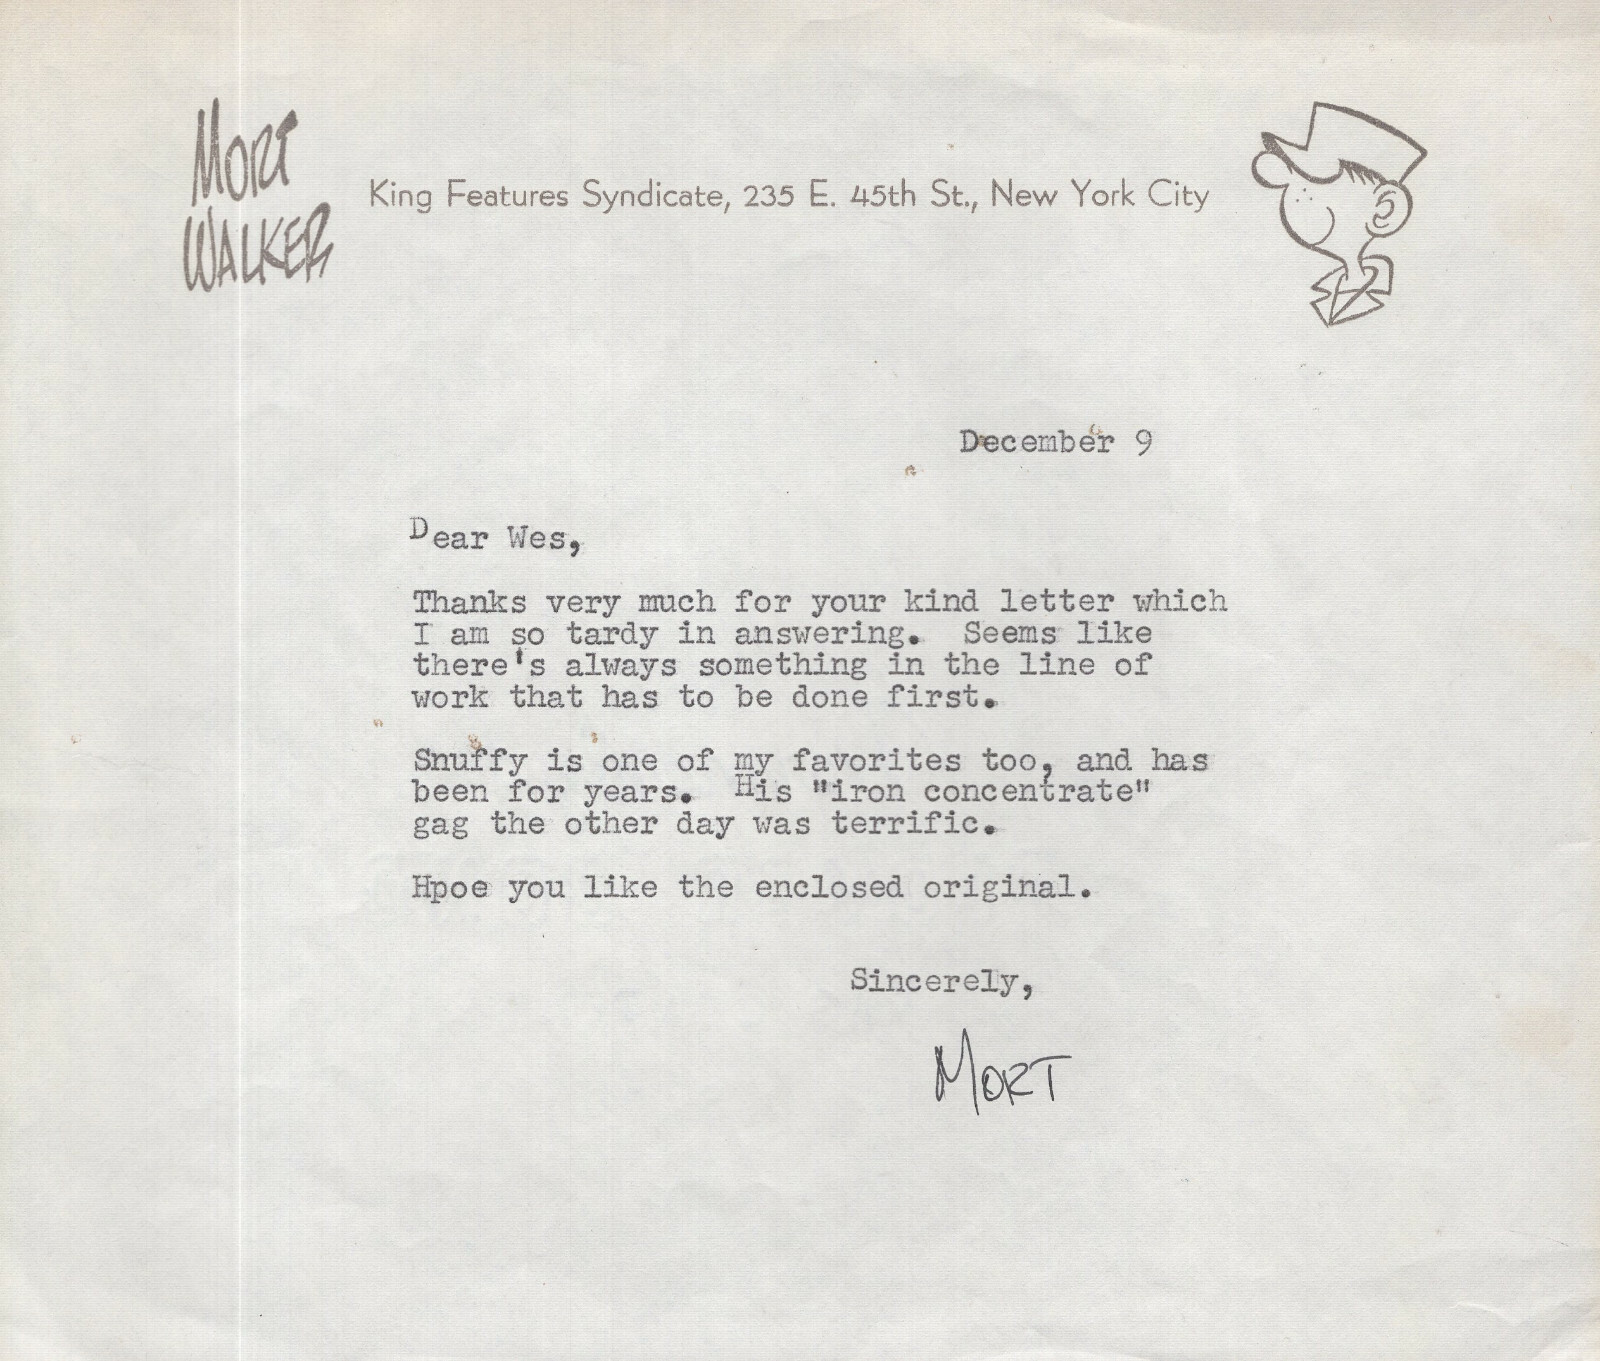 MORT
WALKER
King Features Syndicate, 235 E. 45th St., New York City
December 9
Dear Wes,
Thanks very much for your kind letter which
I am so tardy in answering. Seems like
there's always something in the line of
work that has to be done first.
Snuffy is one of my favorites too, and has
been for years. His "iron concentrate"
gag the other day was terrific.
Hpoe you like the enclosed original.
Sincerely,
MORT